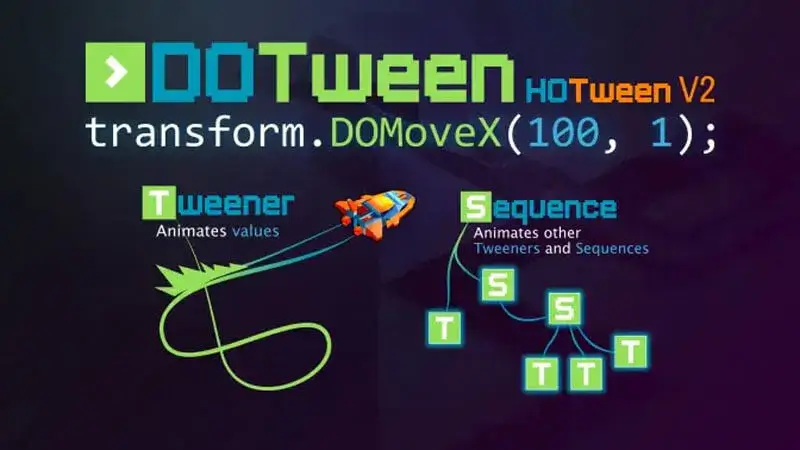 DOTween HOTween V2
transform.DOMoveX(100, 1);
Tweener
Animates values
Sequence
Animates other
Tweeners and Sequences
S
S
T
T
T
T